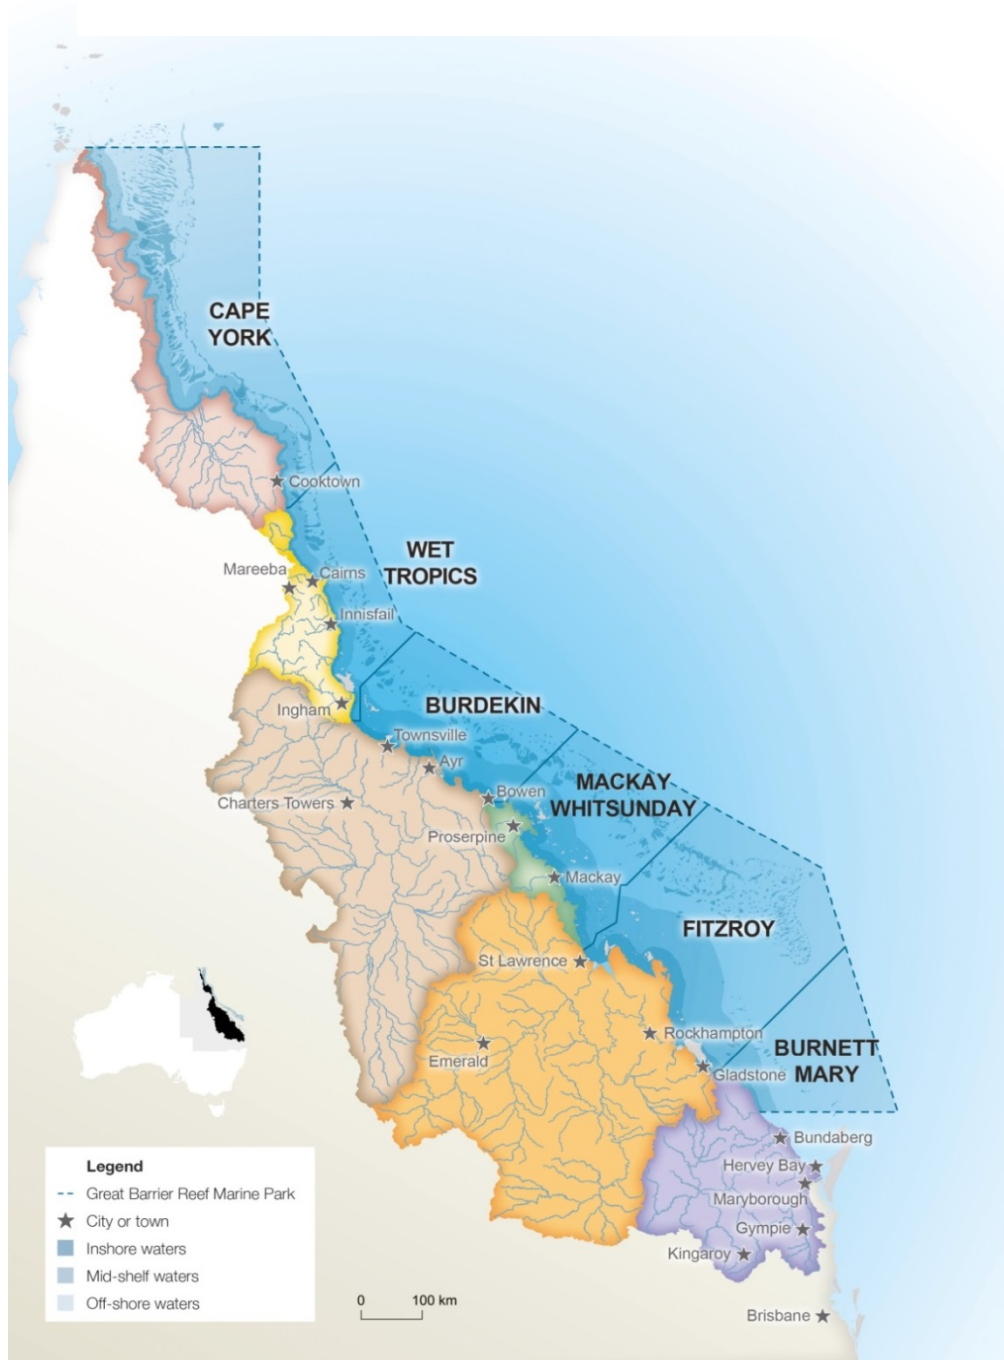 CAPE
YORK
Cooktown
WET
TROPICS
Mareeba
Cairns
Innisfail
Ingham
BURDEKIN
Townsville
Ayr
Charters Towers
Bowen
MACKAY
WHITSUNDAY
Proserpine
Mackay
FITZROY
St Lawrence
Rockhampton
Emerald
BURNETT
MARY
Gladstone
Bundaberg
Hervey Bay
Maryborough
Gympie
Kingaroy
Brisbane
Legend
Great Barrier Reef Marine Park
City or town
Inshore waters
Mid-shelf waters
Off-shore waters
0 100 km